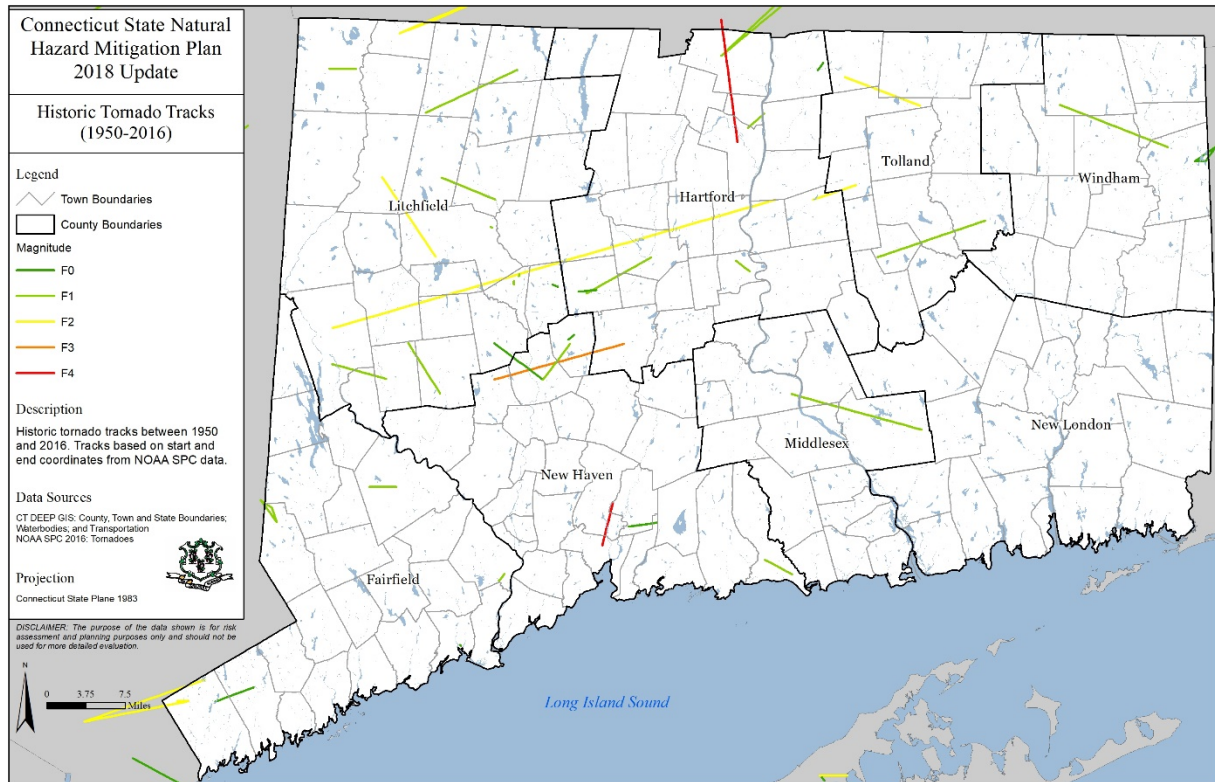 Connecticut State Natural
Hazard Mitigation Plan
2018 Update
Historic Tornado Tracks
(1950-2016)
Legend
Town Boundaries
County Boundaries
Magnitude
F0
F1
F2
F3
F4
Description
Historic tornado tracks between 1950
and 2016. Tracks based on start and
end coordinates from NOAA SPC data.
Data Sources
CT DEEP GIS: County, Town and State Boundaries;
Waterbodies; and Transportation
NOAA SPC 2016: Tornadoes
Projection
Connecticut State Plane 1983
DISCLAIMER: The purpose of the data shown is for risk
assessment and planning purposes only and should not be
used for more detailed evaluation.
N
0 3.75 7.5
Miles
Litchfield
Hartford
Tolland
Windham
New Haven
Middlesex
New London
Fairfield
Long Island Sound